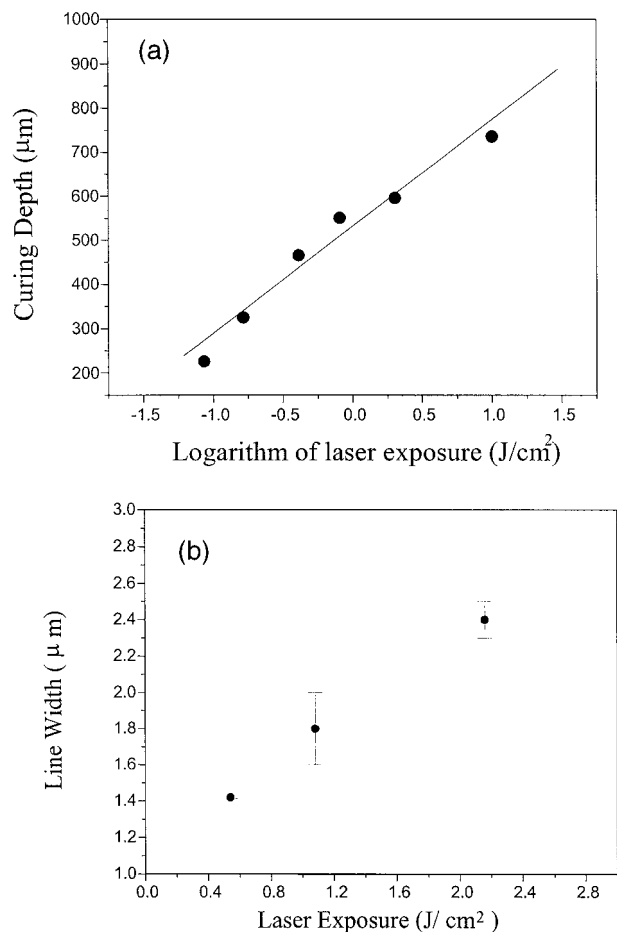 (a)
1000
900
800
700
600
500
400
300
200
Curing Depth (μm)
-1.5 -1.0 -0.5 0.0 0.5 1.0 1.5
Logarithm of laser exposure (J/cm²)
(b)
3.0
2.8
2.6
2.4
2.2
2.0
1.8
1.6
1.4
1.2
1.0
Line Width ( μ m)
0.0 0.4 0.8 1.2 1.6 2.0 2.4 2.8
Laser Exposure (J/ cm²)